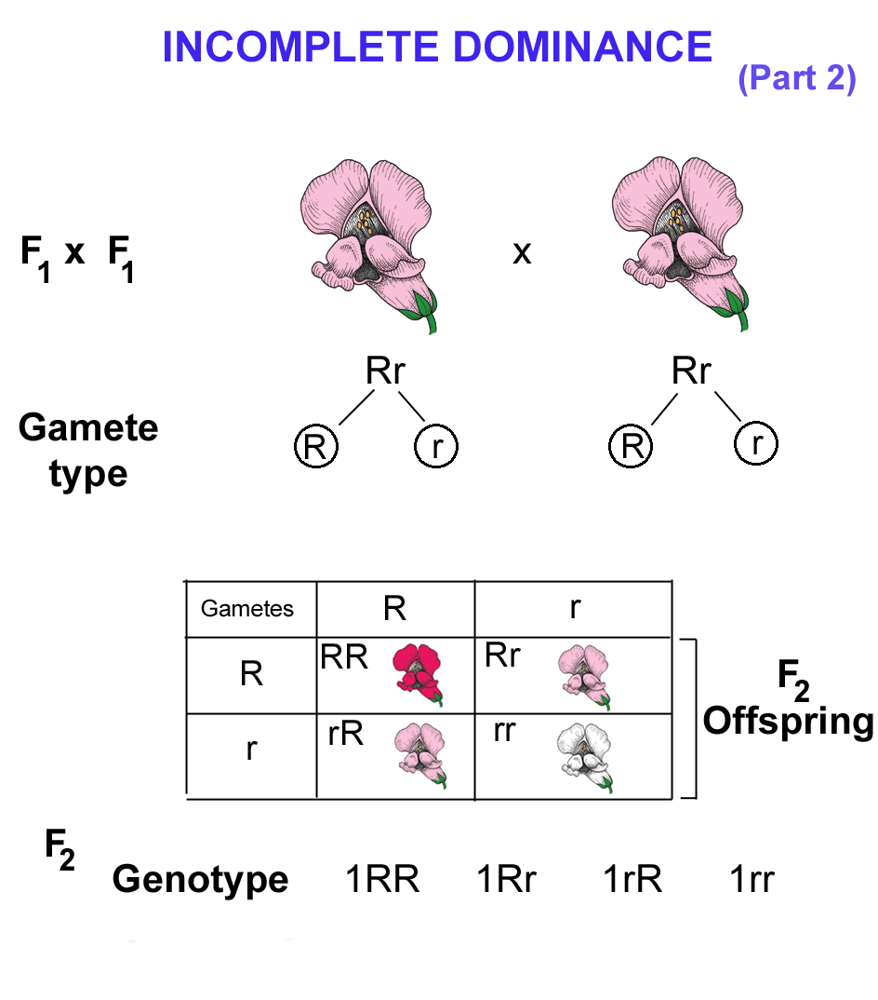 INCOMPLETE DOMINANCE
(Part 2)
F1 x F1
x
Rr
Rr
Gamete
type
R
r
R
r
Gametes
R
r
R
RR
Rr
r
rR
rr
F2
Offspring
F2
Genotype 1RR 1Rr 1rR 1rr